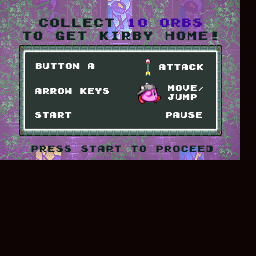 COLLECT 10 ORBS
TO GET KIRBY HOME!
BUTTON A ATTACK
ARROW KEYS MOVE/
JUMP
START PAUSE
PRESS START TO PROCEED